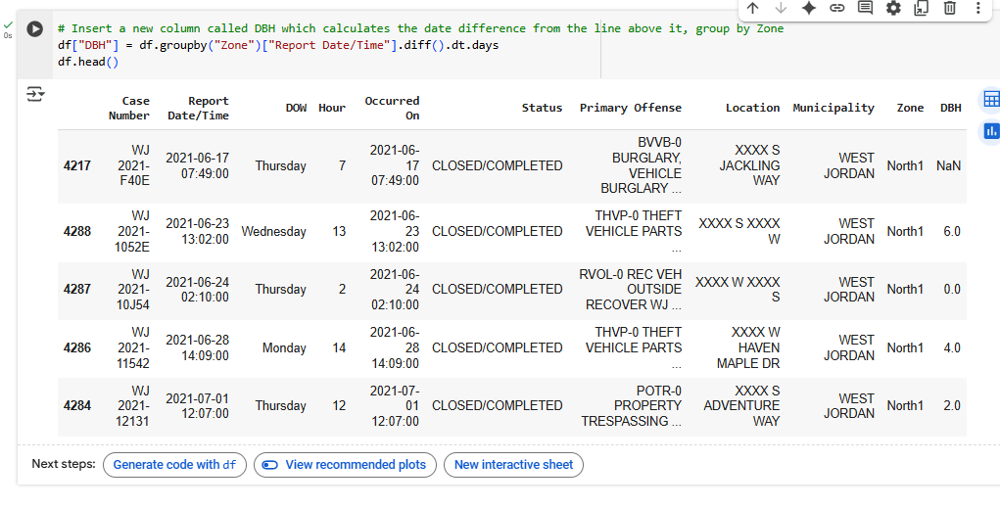 # Insert a new column called DBH which calculates the date difference from the line above it, group by Zone
df["DBH"] = df.groupby("Zone")["Report Date/Time"].diff().dt.days
df.head()
0s
Case Number Report Date/Time DOW Hour Occurred On Status Primary Offense Location Municipality Zone DBH
4217 WJ 2021-F40E 2021-06-17 07:49:00 Thursday 7 2021-06-17 07:49:00 CLOSED/COMPLETED BVVB-0 BURGLARY, VEHICLE BURGLARY ... XXXX S JACKLING WAY WEST JORDAN North1 NaN
4288 WJ 2021-1052E 2021-06-23 13:02:00 Wednesday 13 2021-06-23 13:02:00 CLOSED/COMPLETED THVP-0 THEFT VEHICLE PARTS ... XXXX S XXXX W WEST JORDAN North1 6.0
4287 WJ 2021-10J54 2021-06-24 02:10:00 Thursday 2 2021-06-24 02:10:00 CLOSED/COMPLETED RVOL-0 REC VEH OUTSIDE RECOVER WJ ... XXXX W XXXX S WEST JORDAN North1 0.0
4286 WJ 2021-11542 2021-06-28 14:09:00 Monday 14 2021-06-28 14:09:00 CLOSED/COMPLETED THVP-0 THEFT VEHICLE PARTS ... XXXX W HAVEN MAPLE DR WEST JORDAN North1 4.0
4284 WJ 2021-12131 2021-07-01 12:07:00 Thursday 12 2021-07-01 12:07:00 CLOSED/COMPLETED POTR-0 PROPERTY TRESPASSING ... XXXX S ADVENTURE WAY WEST JORDAN North1 2.0
Next steps: Generate code with df View recommended plots New interactive sheet